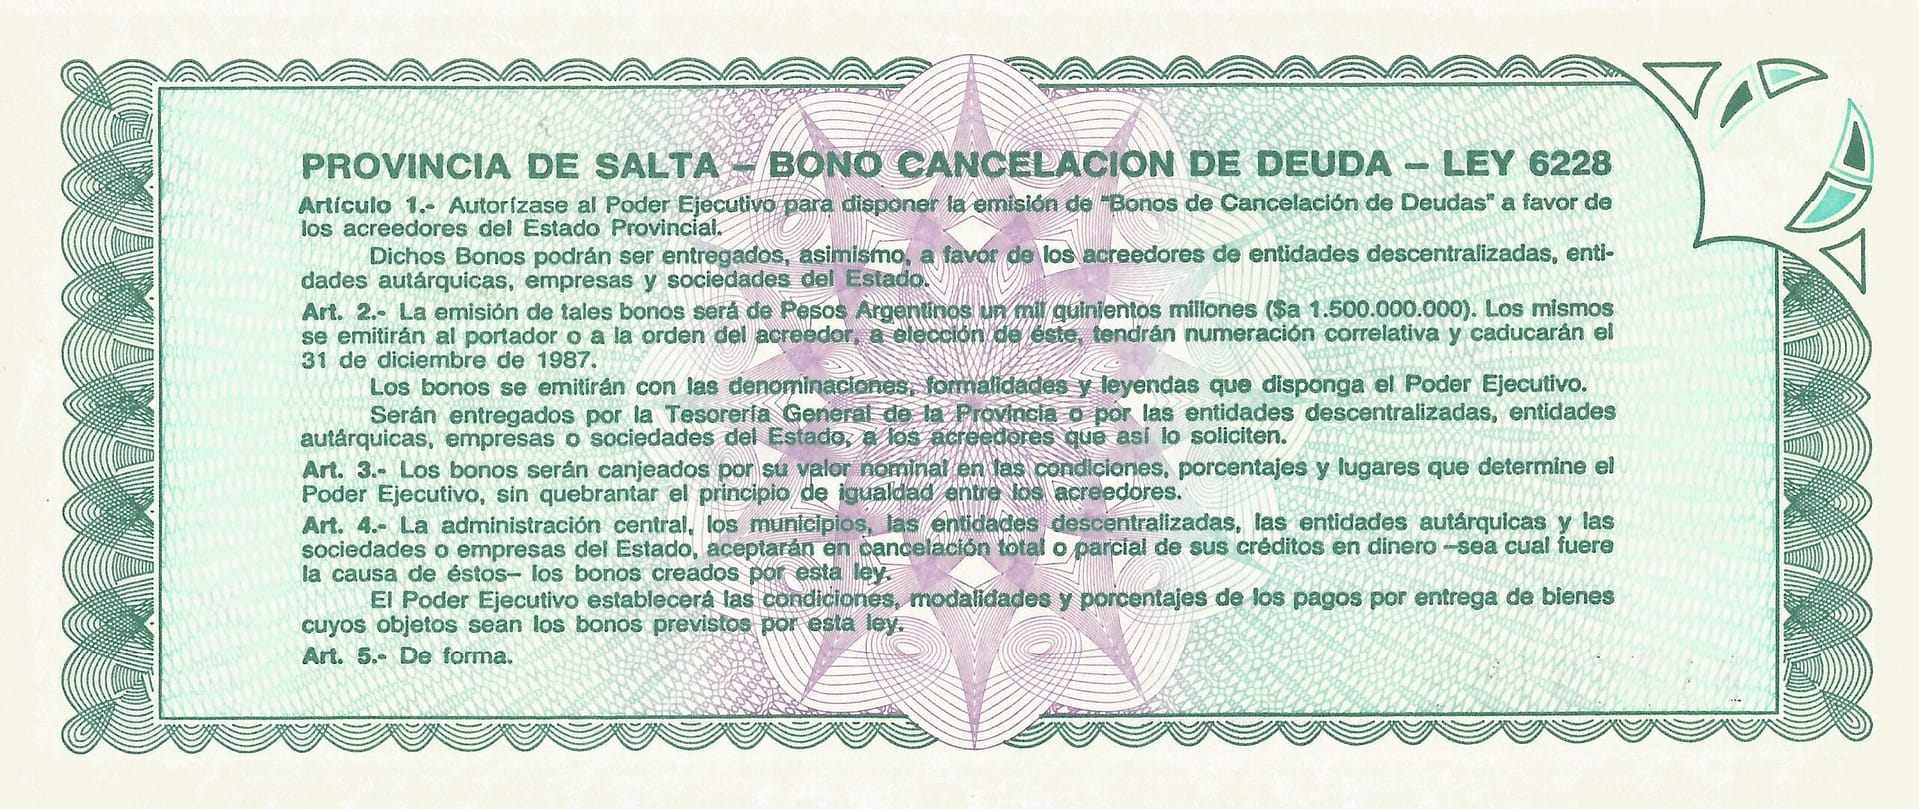 PROVINCIA DE SALTA – BONO CANCELACION DE DEUDA – LEY 6228
Artículo 1.- Autorízase al Poder Ejecutivo para disponer la emisión de "Bonos de Cancelación de Deudas" a favor de
los acreedores del Estado Provincial.
Dichos Bonos podrán ser entregados, asimismo, a favor de los acreedores de entidades descentralizadas, enti-
dades autárquicas, empresas y sociedades del Estado.
Art. 2.- La emisión de tales bonos será de Pesos Argentinos un mil quinientos millones ($a 1.500.000.000). Los mismos
se emitirán al portador o a la orden del acreedor, a elección de éste, tendrán numeración correlativa y caducarán el
31 de diciembre de 1987.
Los bonos se emitirán con las denominaciones, formalidades y leyendas que disponga el Poder Ejecutivo.
Serán entregados por la Tesorería General de la Provincia o por las entidades descentralizadas, entidades
autárquicas, empresas o sociedades del Estado, a los acreedores que así lo soliciten.
Art. 3.- Los bonos serán canjeados por su valor nominal en las condiciones, porcentajes y lugares que determine el
Poder Ejecutivo, sin quebrantar el principio de igualdad entre los acreedores.
Art. 4.- La administración central, los municipios, las entidades descentralizadas, las entidades autárquicas y las
sociedades o empresas del Estado, aceptarán en cancelación total o parcial de sus créditos en dinero –sea cual fuere
la causa de éstos– los bonos creados por esta ley.
El Poder Ejecutivo establecerá las condiciones, modalidades y porcentajes de los pagos por entrega de bienes
cuyos objetos sean los bonos previstos por esta ley.
Art. 5.- De forma.